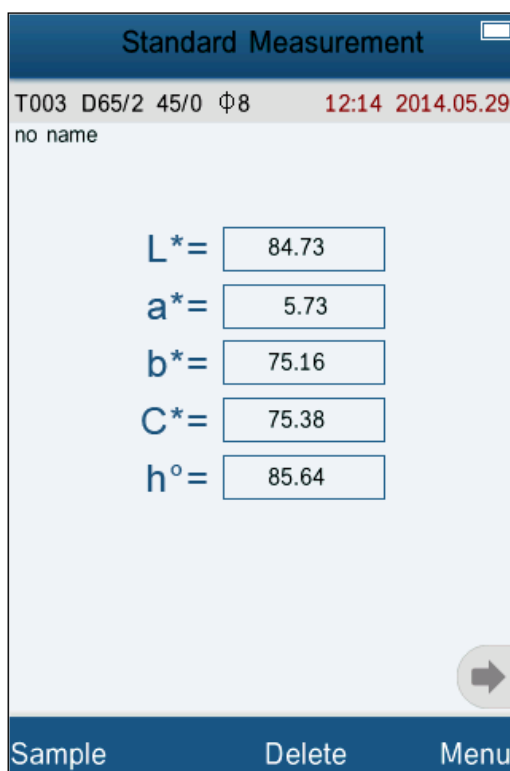 Standard Measurement
T003 D65/2 45/0 Φ8 12:14 2014.05.29
no name
L*= 84.73
a*= 5.73
b*= 75.16
C*= 75.38
h°= 85.64
Sample Delete Menu